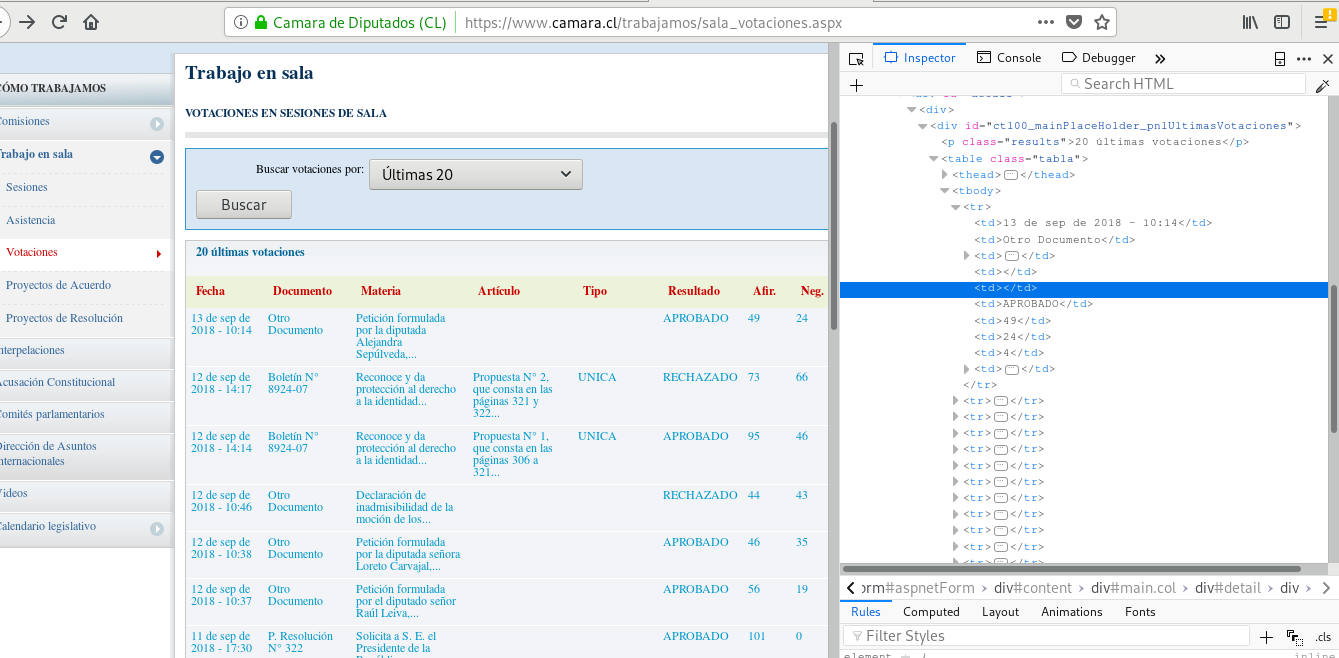 Camara de Diputados (CL)
https://www.camara.cl/trabajamos/sala_votaciones.aspx
CÓMO TRABAJAMOS
Comisiones
Trabajo en sala
Sesiones
Asistencia
Votaciones
Proyectos de Acuerdo
Proyectos de Resolución
Interpelaciones
Acusación Constitucional
Comités parlamentarios
Dirección de Asuntos
Internacionales
Videos
Calendario legislativo
Trabajo en sala
VOTACIONES EN SESIONES DE SALA
Buscar votaciones por: Últimas 20
Buscar
20 últimas votaciones
Fecha Documento Materia Artículo Tipo Resultado Afir. Neg.
13 de sep de Otro Petición formulada APROBADO 49 24
2018 - 10:14 Documento por la diputada
Alejandra
Sepúlveda,...
12 de sep de Boletín N° Reconoce y da Propuesta N° 2, UNICA RECHAZADO 73 66
2018 - 14:17 8924-07 protección al derecho que consta en las
a la identidad... páginas 321 y
322...
12 de sep de Boletín N° Reconoce y da Propuesta N° 1, UNICA APROBADO 95 46
2018 - 14:14 8924-07 protección al derecho que consta en las
a la identidad... páginas 306 a
321...
12 de sep de Otro Declaración de RECHAZADO 44 43
2018 - 10:46 Documento inadmisibilidad de la
moción de los...
12 de sep de Otro Petición formulada APROBADO 46 35
2018 - 10:38 Documento por la diputada señora
Loreto Carvajal,...
12 de sep de Otro Petición formulada APROBADO 56 19
2018 - 10:37 Documento por el diputado señor
Raúl Leiva,...
11 de sep de P. Resolución Solicita a S. E. el APROBADO 101 0
2018 - 17:30 N° 322 Presidente de la
Inspector Console Debugger
Search HTML
<div>
<div id="ctl00_mainPlaceHolder_pnlUltimasVotaciones">
<p class="results">20 últimas votaciones</p>
<table class="tabla">
<thead></thead>
<tbody>
<tr>
<td>13 de sep de 2018 - 10:14</td>
<td>Otro Documento</td>
<td></td>
<td></td>
<td></td>
<td>APROBADO</td>
<td>49</td>
<td>24</td>
<td>4</td>
<td></td>
</tr>
<tr></tr>
<tr></tr>
<tr></tr>
<tr></tr>
<tr></tr>
<tr></tr>
<tr></tr>
<tr></tr>
<tr></tr>
<tr></tr>
<tr></tr>
orm#aspnetForm div#content div#main.col div#detail div
Rules Computed Layout Animations Fonts
Filter Styles + .cls
element { inline